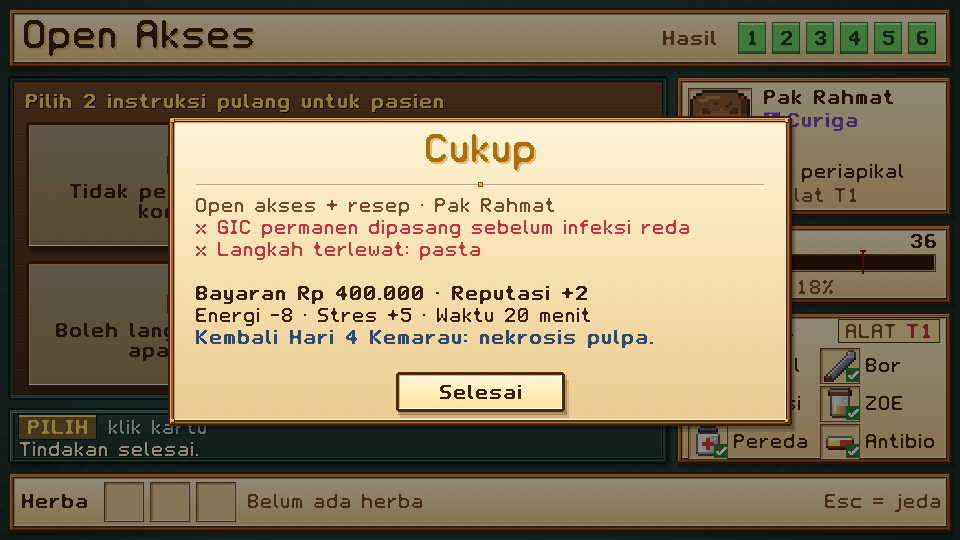 Open Akses
Hasil 1 2 3 4 5 6
Pilih 2 instruksi pulang untuk pasien
Pak Rahmat
Curiga
periapikal
T1
Tidak
36
18%
Boleh
ALAT T1
Bor
ZOE
Pereda
Antibio
Cukup
Open akses + resep · Pak Rahmat
x GIC permanen dipasang sebelum infeksi reda
x Langkah terlewat: pasta
Bayaran Rp 400.000 · Reputasi +2
Energi -8 · Stres +5 · Waktu 20 menit
Kembali Hari 4 Kemarau: nekrosis pulpa.
Selesai
PILIH klik kartu
Tindakan selesai.
Herba
Belum ada herba
Esc = jeda